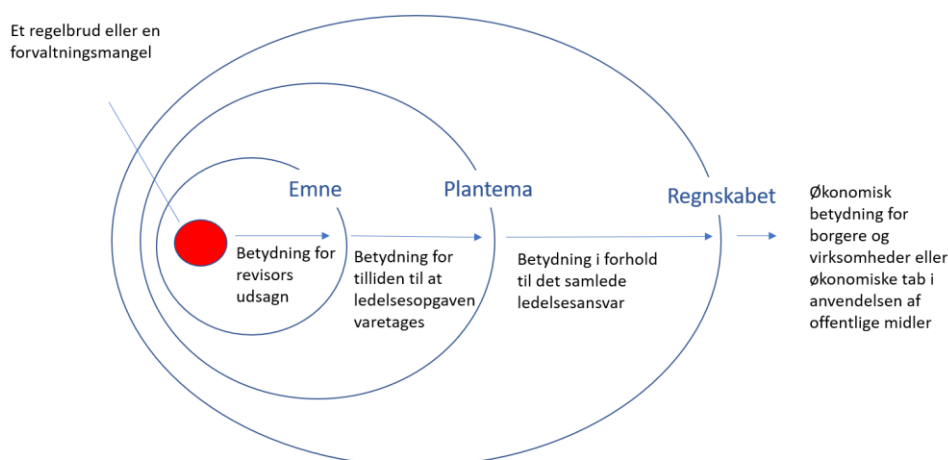 Et regelbrud eller en
forvaltningsmangel
Emne
Plantema
Regnskabet
Betydning for
revisors
udsagn
Betydning for
tilliden til at
ledelsesopgaven
varetages
Betydning i forhold
til det samlede
ledelsesansvar
Økonomisk
betydning for
borgere og
virksomheder eller
økonomiske tab i
anvendelsen af
offentlige midler